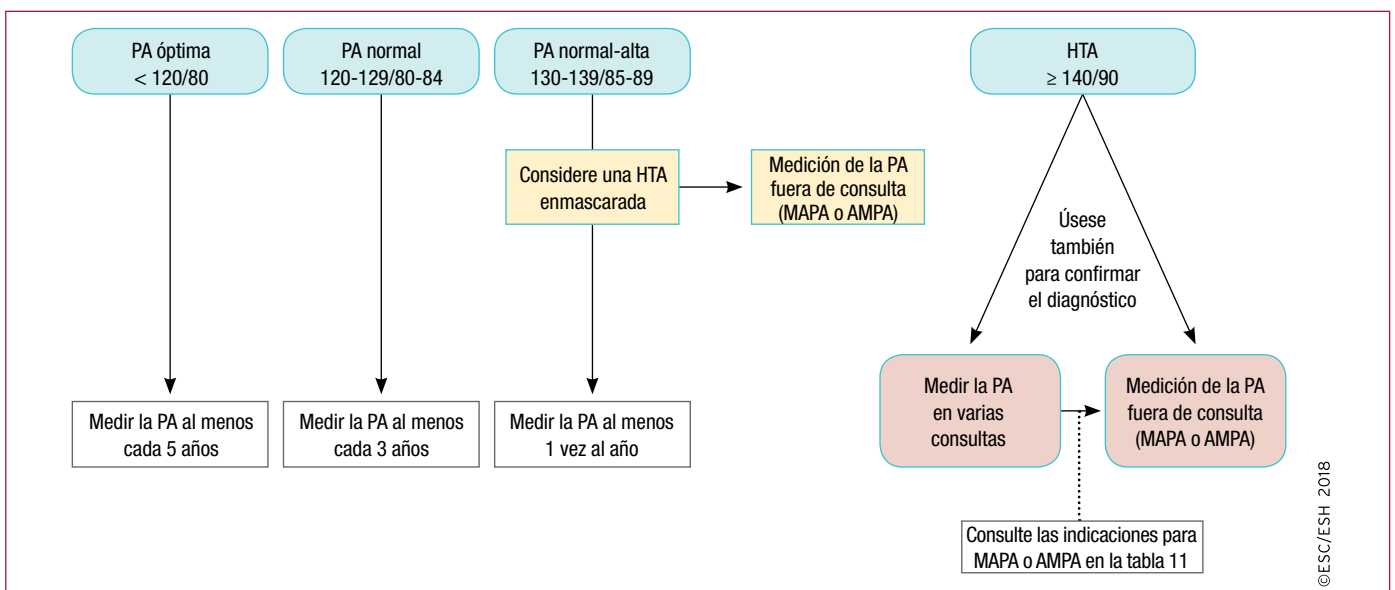 PA óptima
< 120/80
PA normal
120-129/80-84
PA normal-alta
130-139/85-89
HTA
≥ 140/90
Considere una HTA
enmascarada
Medición de la PA
fuera de consulta
(MAPA o AMPA)
Úsese
también
para confirmar
el diagnóstico
Medir la PA al menos
cada 5 años
Medir la PA al menos
cada 3 años
Medir la PA al menos
1 vez al año
Medir la PA
en varias
consultas
Medición de la PA
fuera de consulta
(MAPA o AMPA)
Consulte las indicaciones para
MAPA o AMPA en la tabla 11
©ESC/ESH 2018